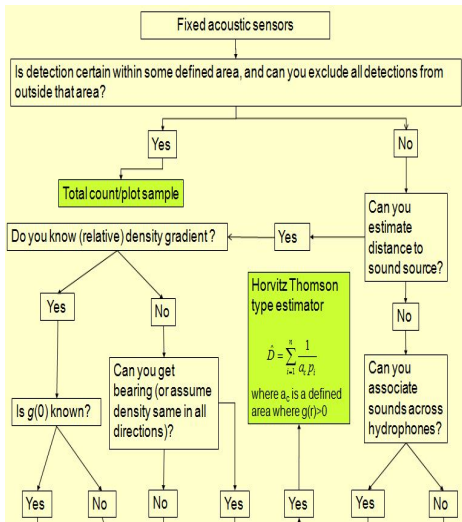 Fixed acoustic sensors
Is detection certain within some defined area, and can you exclude all detections from
outside that area?
Yes
No
Total count/plot sample
Can you
estimate
distance to
sound source?
Do you know (relative) density gradient ?
Yes
Horvitz Thomson
type estimator
D̂ = ∑ i=1 n 1 / a_c p_i
where a_c is a defined
area where g(r)>0
Yes
No
No
Can you get
bearing (or assume
density same in all
directions)?
Can you
associate
sounds across
hydrophones?
Is g(0) known?
Yes
No
No
Yes
Yes
Yes
No